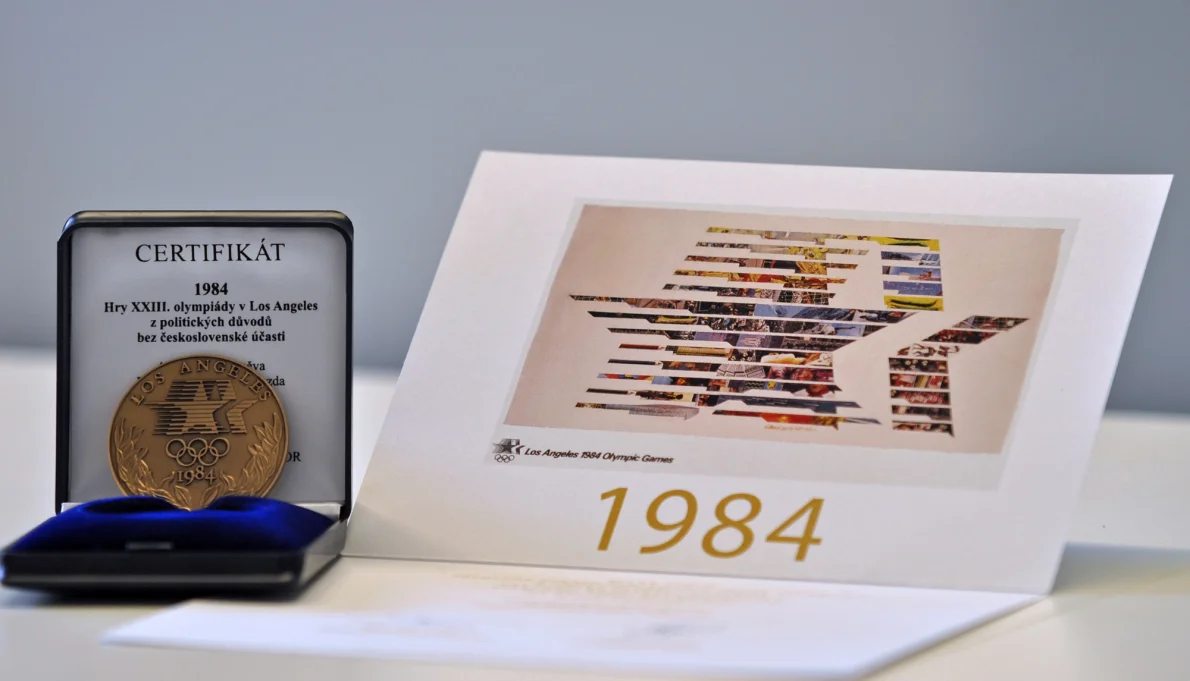 CERTIFIKÁT
1984
Hry XXIII. olympiády v Los Angeles
z politických důvodů
bez československé účasti
LOS ANGELES
1984
Los Angeles 1984 Olympic Games
1984